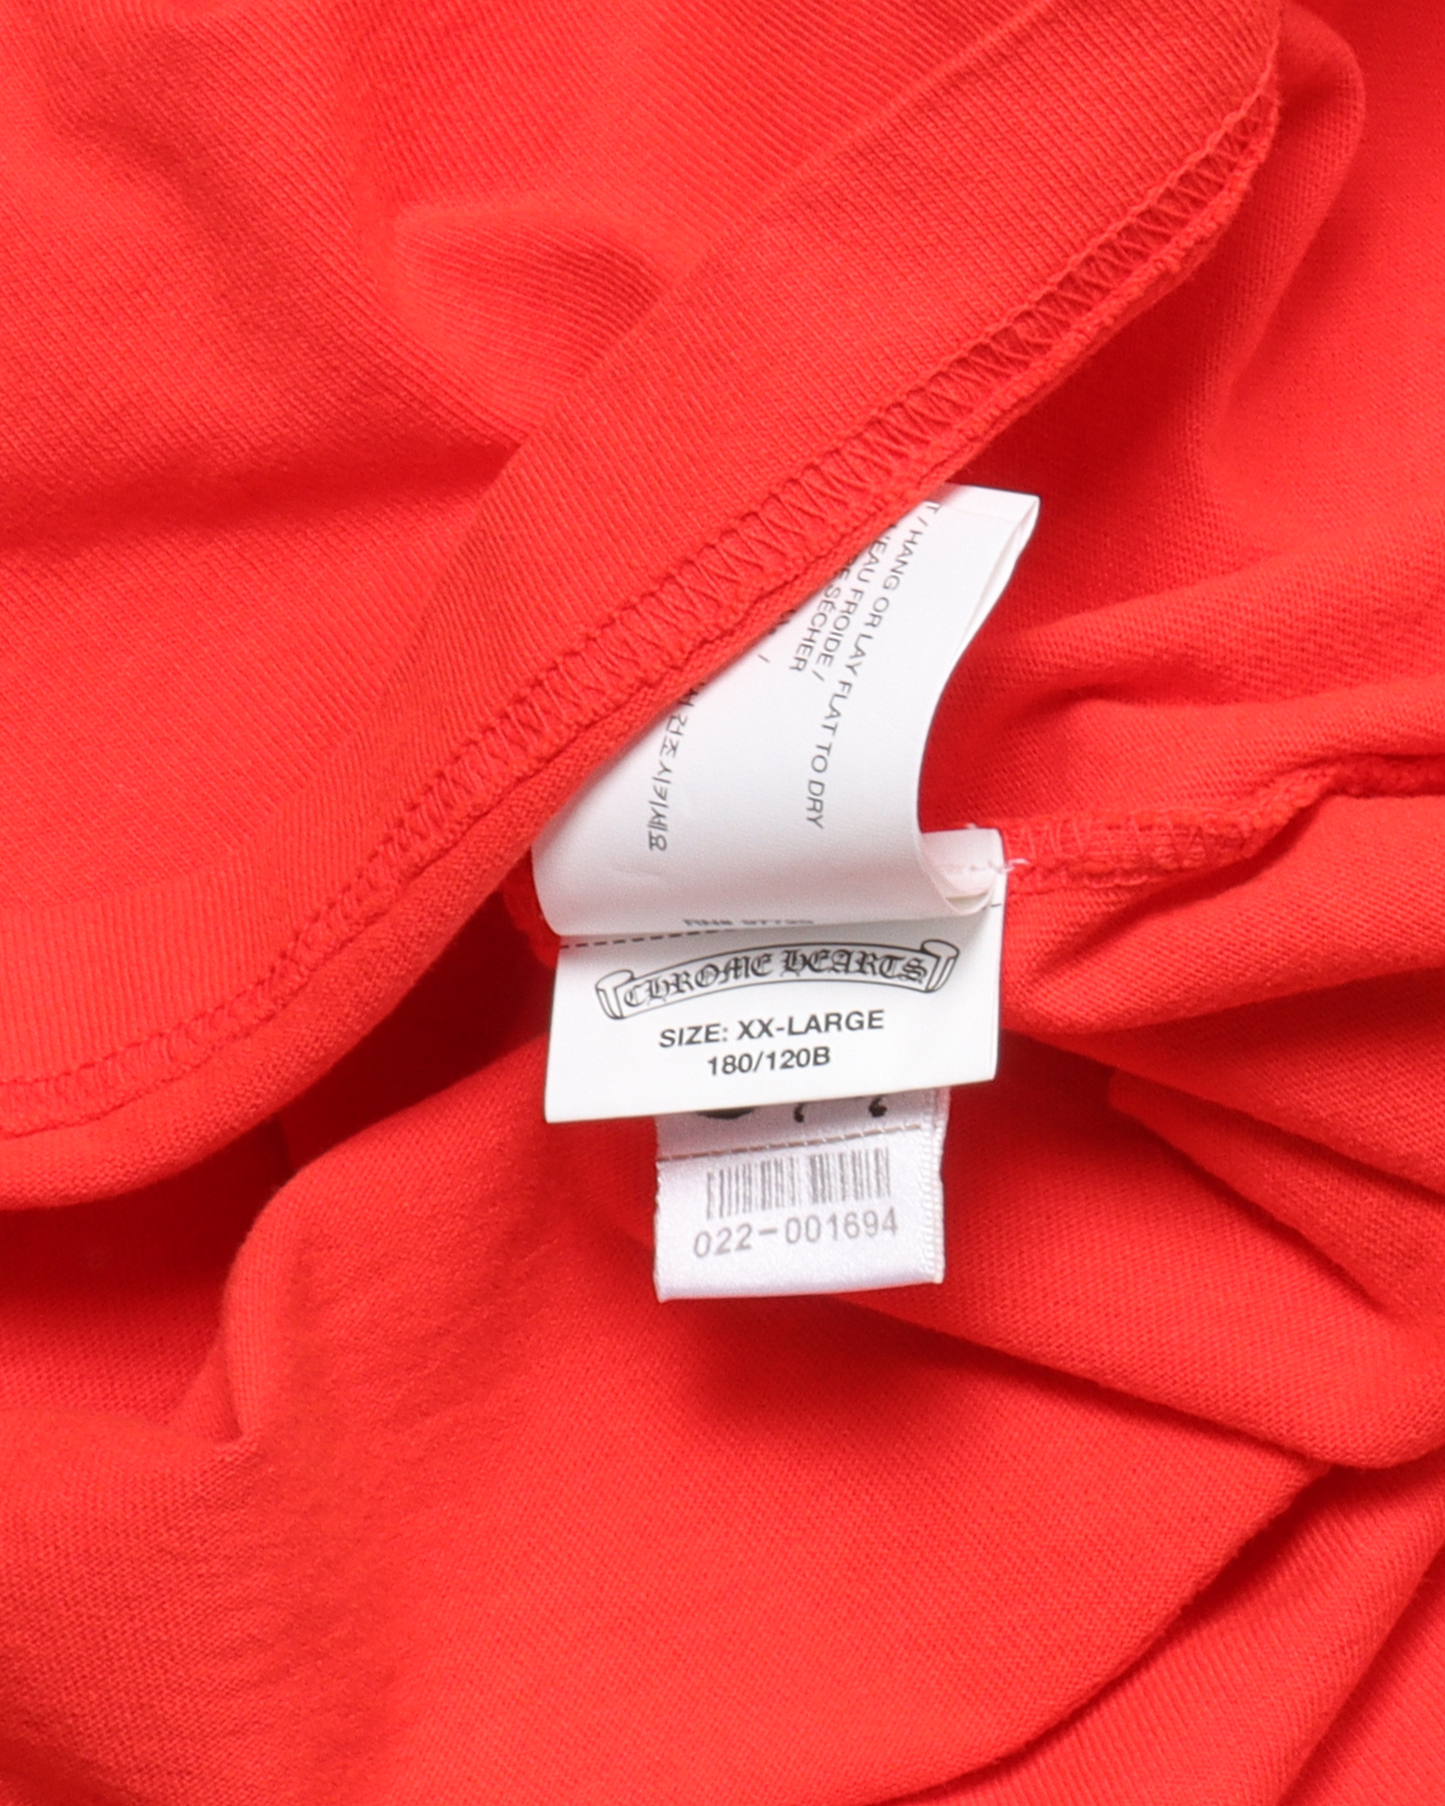 T / HANG OR LAY FLAT TO DRY
EAU FROIDE /
SÉCHER
CHROME HEARTS
SIZE: XX-LARGE
180/120B
022-001694